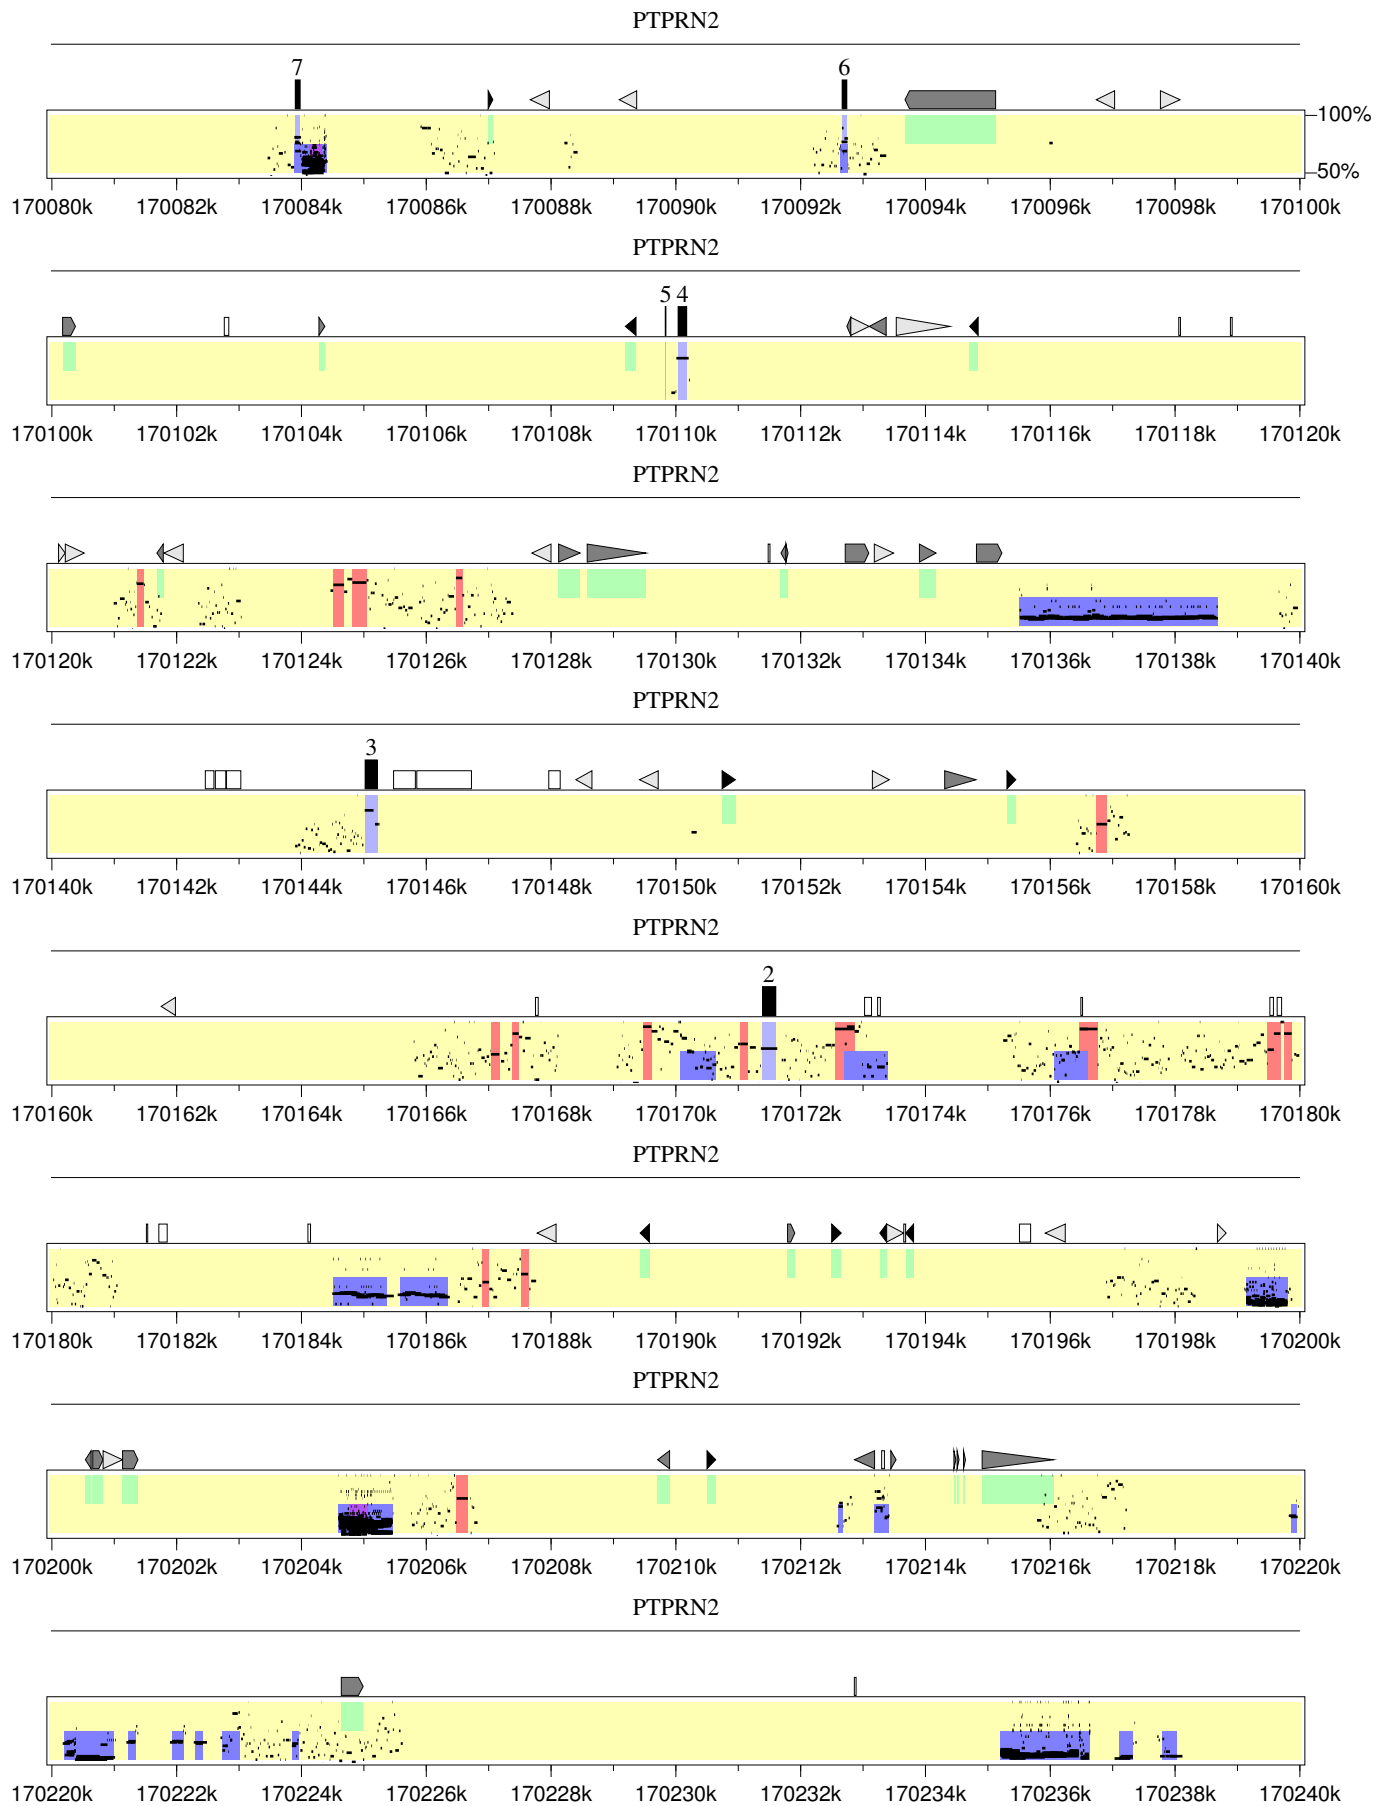 PTPRN2
7 6
100%
50%
170080k 170082k 170084k 170086k 170088k 170090k 170092k 170094k 170096k 170098k 170100k
PTPRN2
5 4
170100k 170102k 170104k 170106k 170108k 170110k 170112k 170114k 170116k 170118k 170120k
PTPRN2
170120k 170122k 170124k 170126k 170128k 170130k 170132k 170134k 170136k 170138k 170140k
PTPRN2
3
170140k 170142k 170144k 170146k 170148k 170150k 170152k 170154k 170156k 170158k 170160k
PTPRN2
2
170160k 170162k 170164k 170166k 170168k 170170k 170172k 170174k 170176k 170178k 170180k
PTPRN2
170180k 170182k 170184k 170186k 170188k 170190k 170192k 170194k 170196k 170198k 170200k
PTPRN2
170200k 170202k 170204k 170206k 170208k 170210k 170212k 170214k 170216k 170218k 170220k
PTPRN2
170220k 170222k 170224k 170226k 170228k 170230k 170232k 170234k 170236k 170238k 170240k